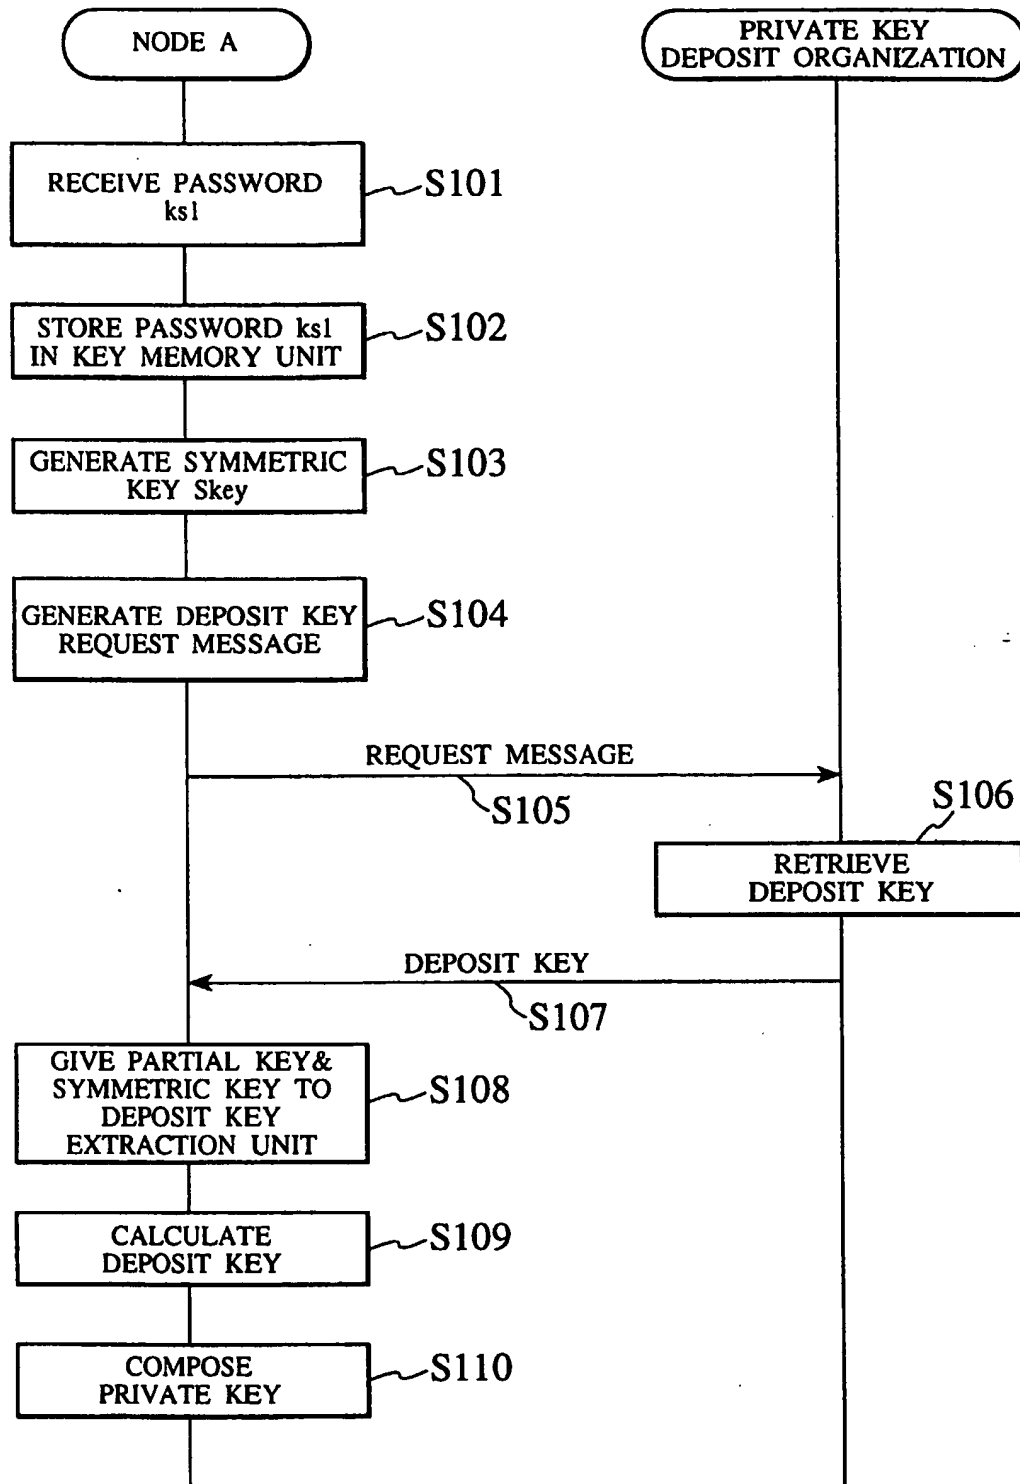 NODE A
PRIVATE KEY
DEPOSIT ORGANIZATION
RECEIVE PASSWORD
ks1
S101
STORE PASSWORD ks1
IN KEY MEMORY UNIT
S102
GENERATE SYMMETRIC
KEY Skey
S103
GENERATE DEPOSIT KEY
REQUEST MESSAGE
S104
REQUEST MESSAGE
S105
S106
RETRIEVE
DEPOSIT KEY
DEPOSIT KEY
S107
GIVE PARTIAL KEY&
SYMMETRIC KEY TO
DEPOSIT KEY
EXTRACTION UNIT
S108
CALCULATE
DEPOSIT KEY
S109
COMPOSE
PRIVATE KEY
S110